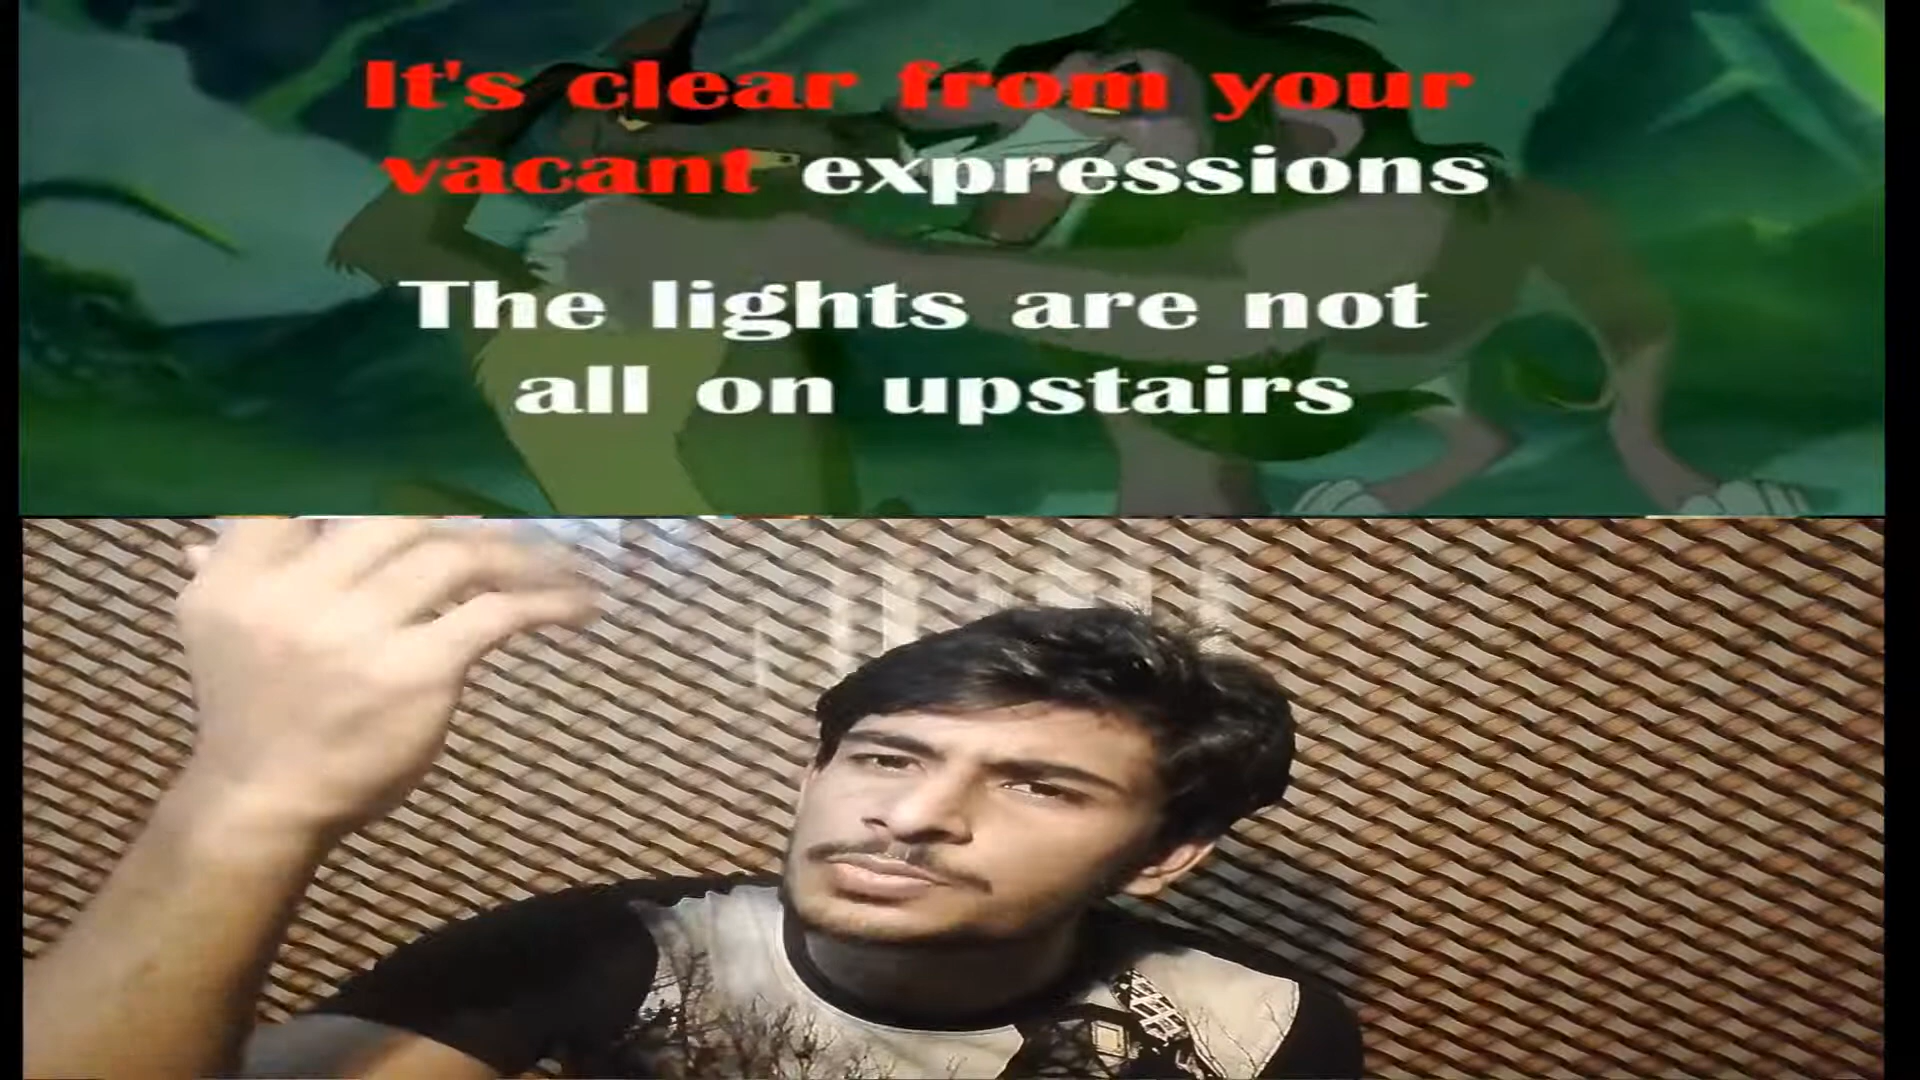 It's clear from your
vacant expressions
The lights are not
all on upstairs